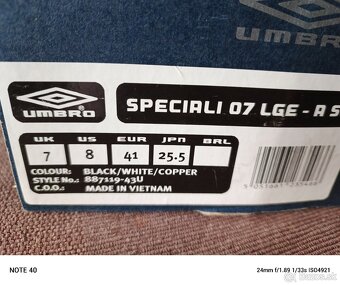 UMBRO
UMBRO
SPECIALI 07 LGE - A S
UK US EUR JPN BRL
7 8 41 25.5
COLOUR: BLACK/WHITE/COPPER
STYLE No.: 887119-43U
C.O.O.: MADE IN VIETNAM
NOTE 40
24mm f/1.89 1/33s ISO4921